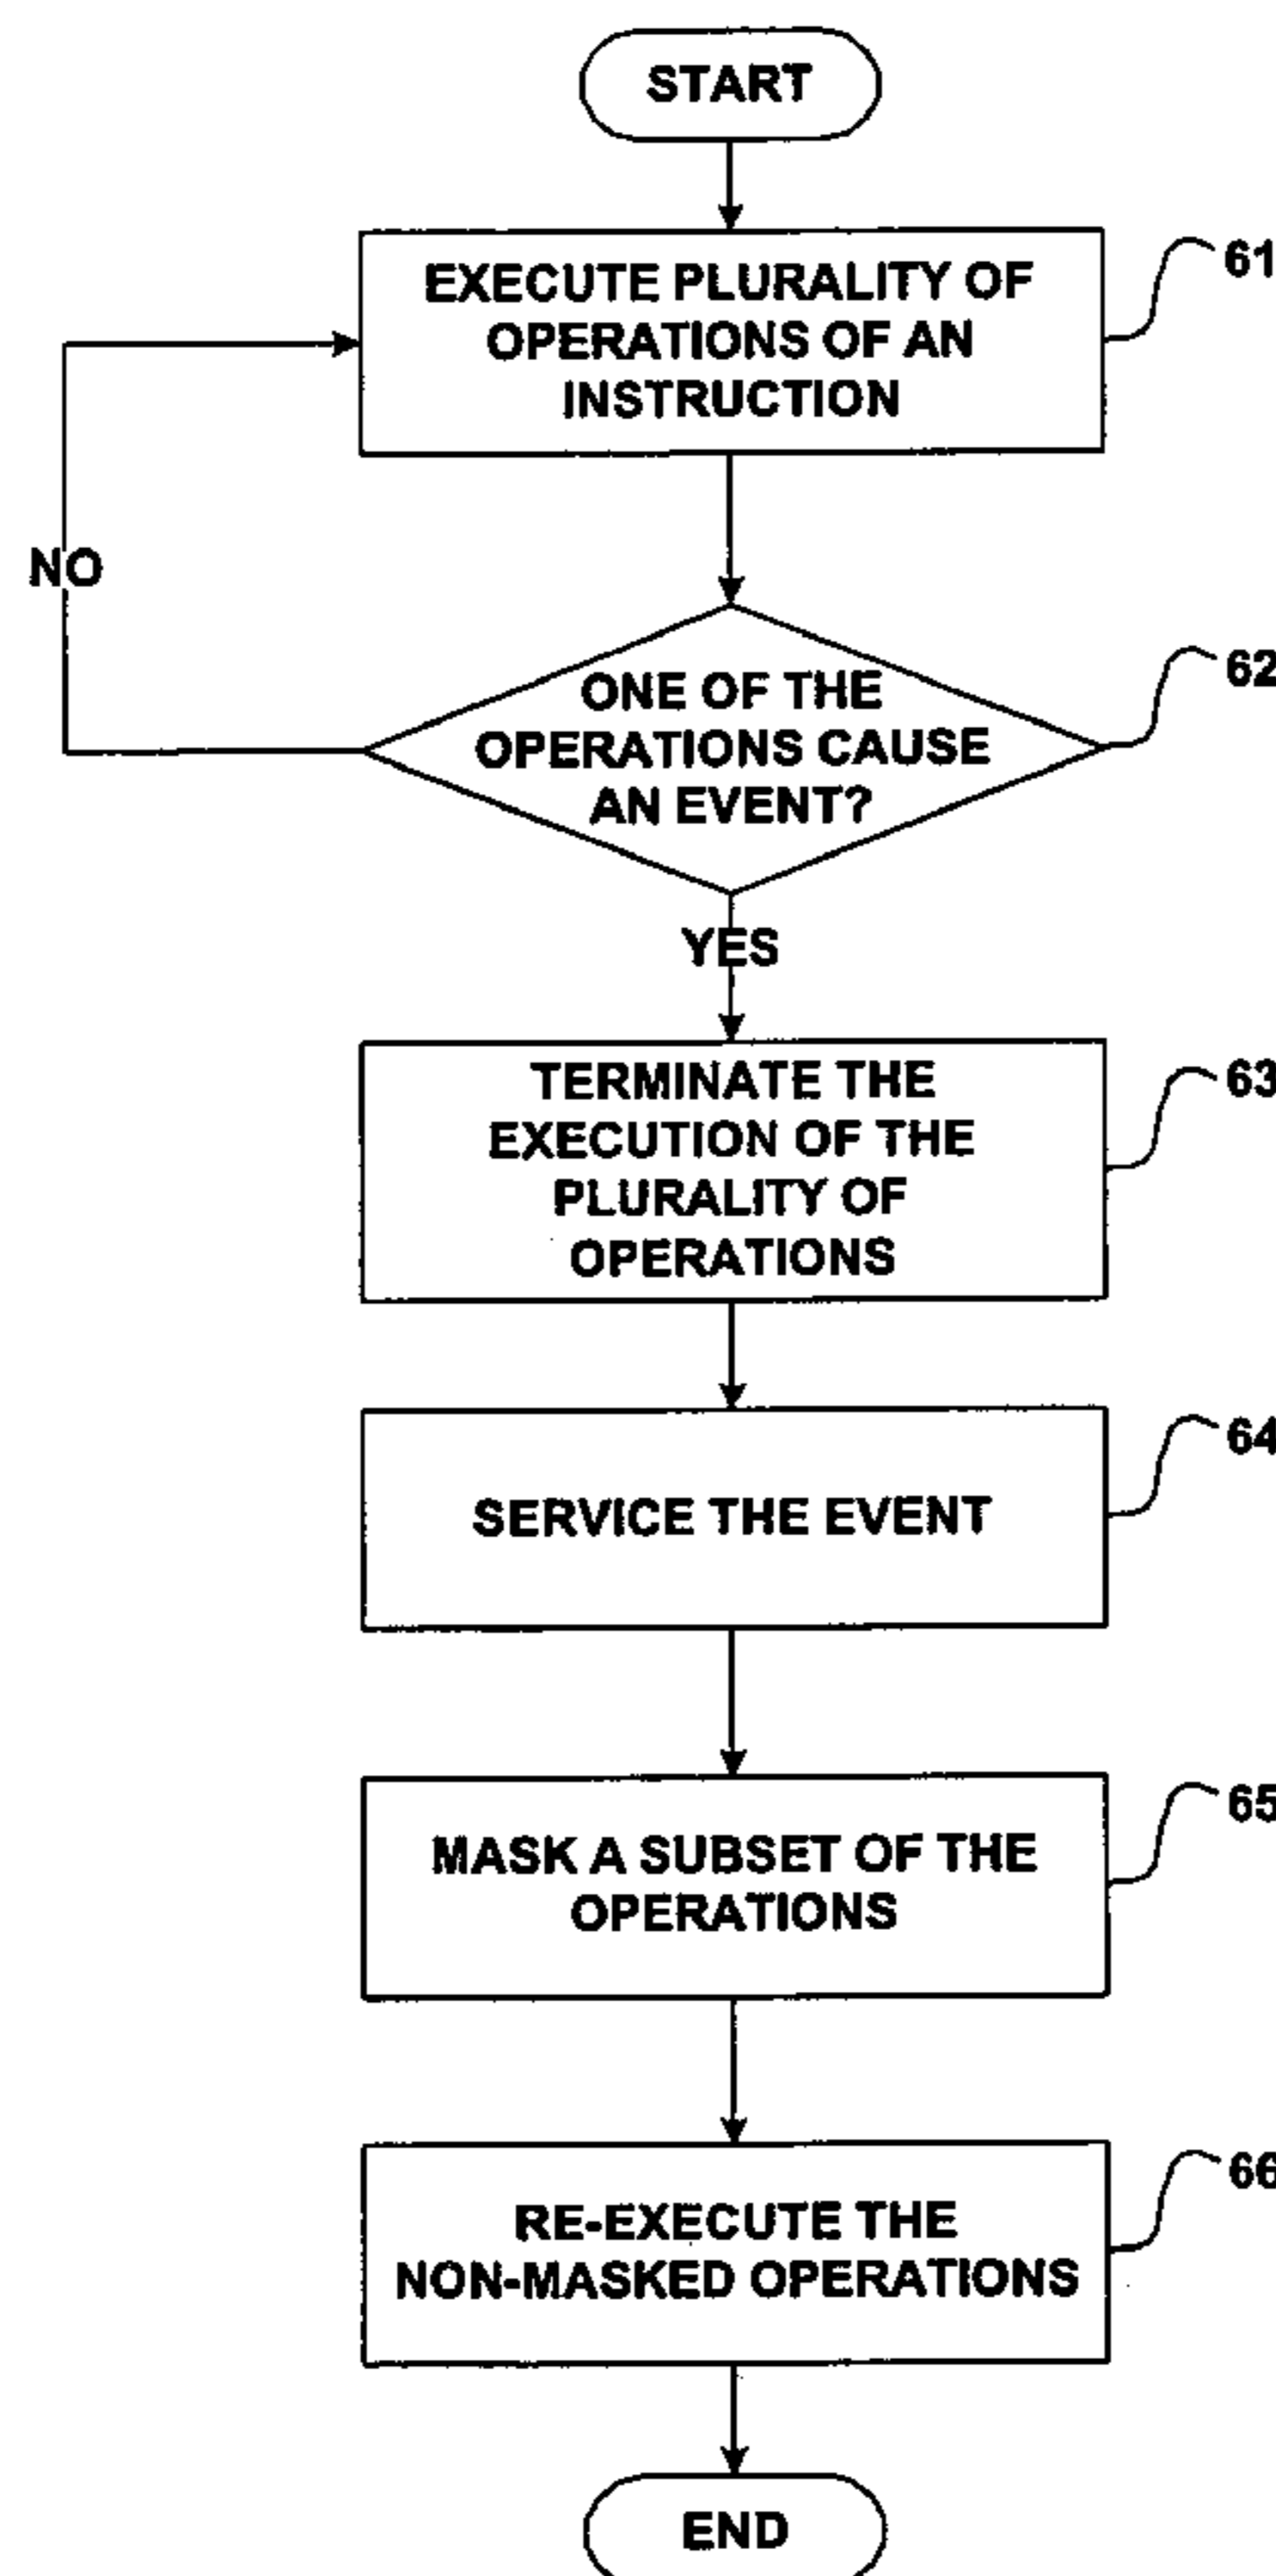 START
EXECUTE PLURALITY OF
OPERATIONS OF AN
INSTRUCTION
61
NO
ONE OF THE
OPERATIONS CAUSE
AN EVENT?
62
YES
TERMINATE THE
EXECUTION OF THE
PLURALITY OF
OPERATIONS
63
SERVICE THE EVENT
64
MASK A SUBSET OF THE
OPERATIONS
65
RE-EXECUTE THE
NON-MASKED OPERATIONS
66
END